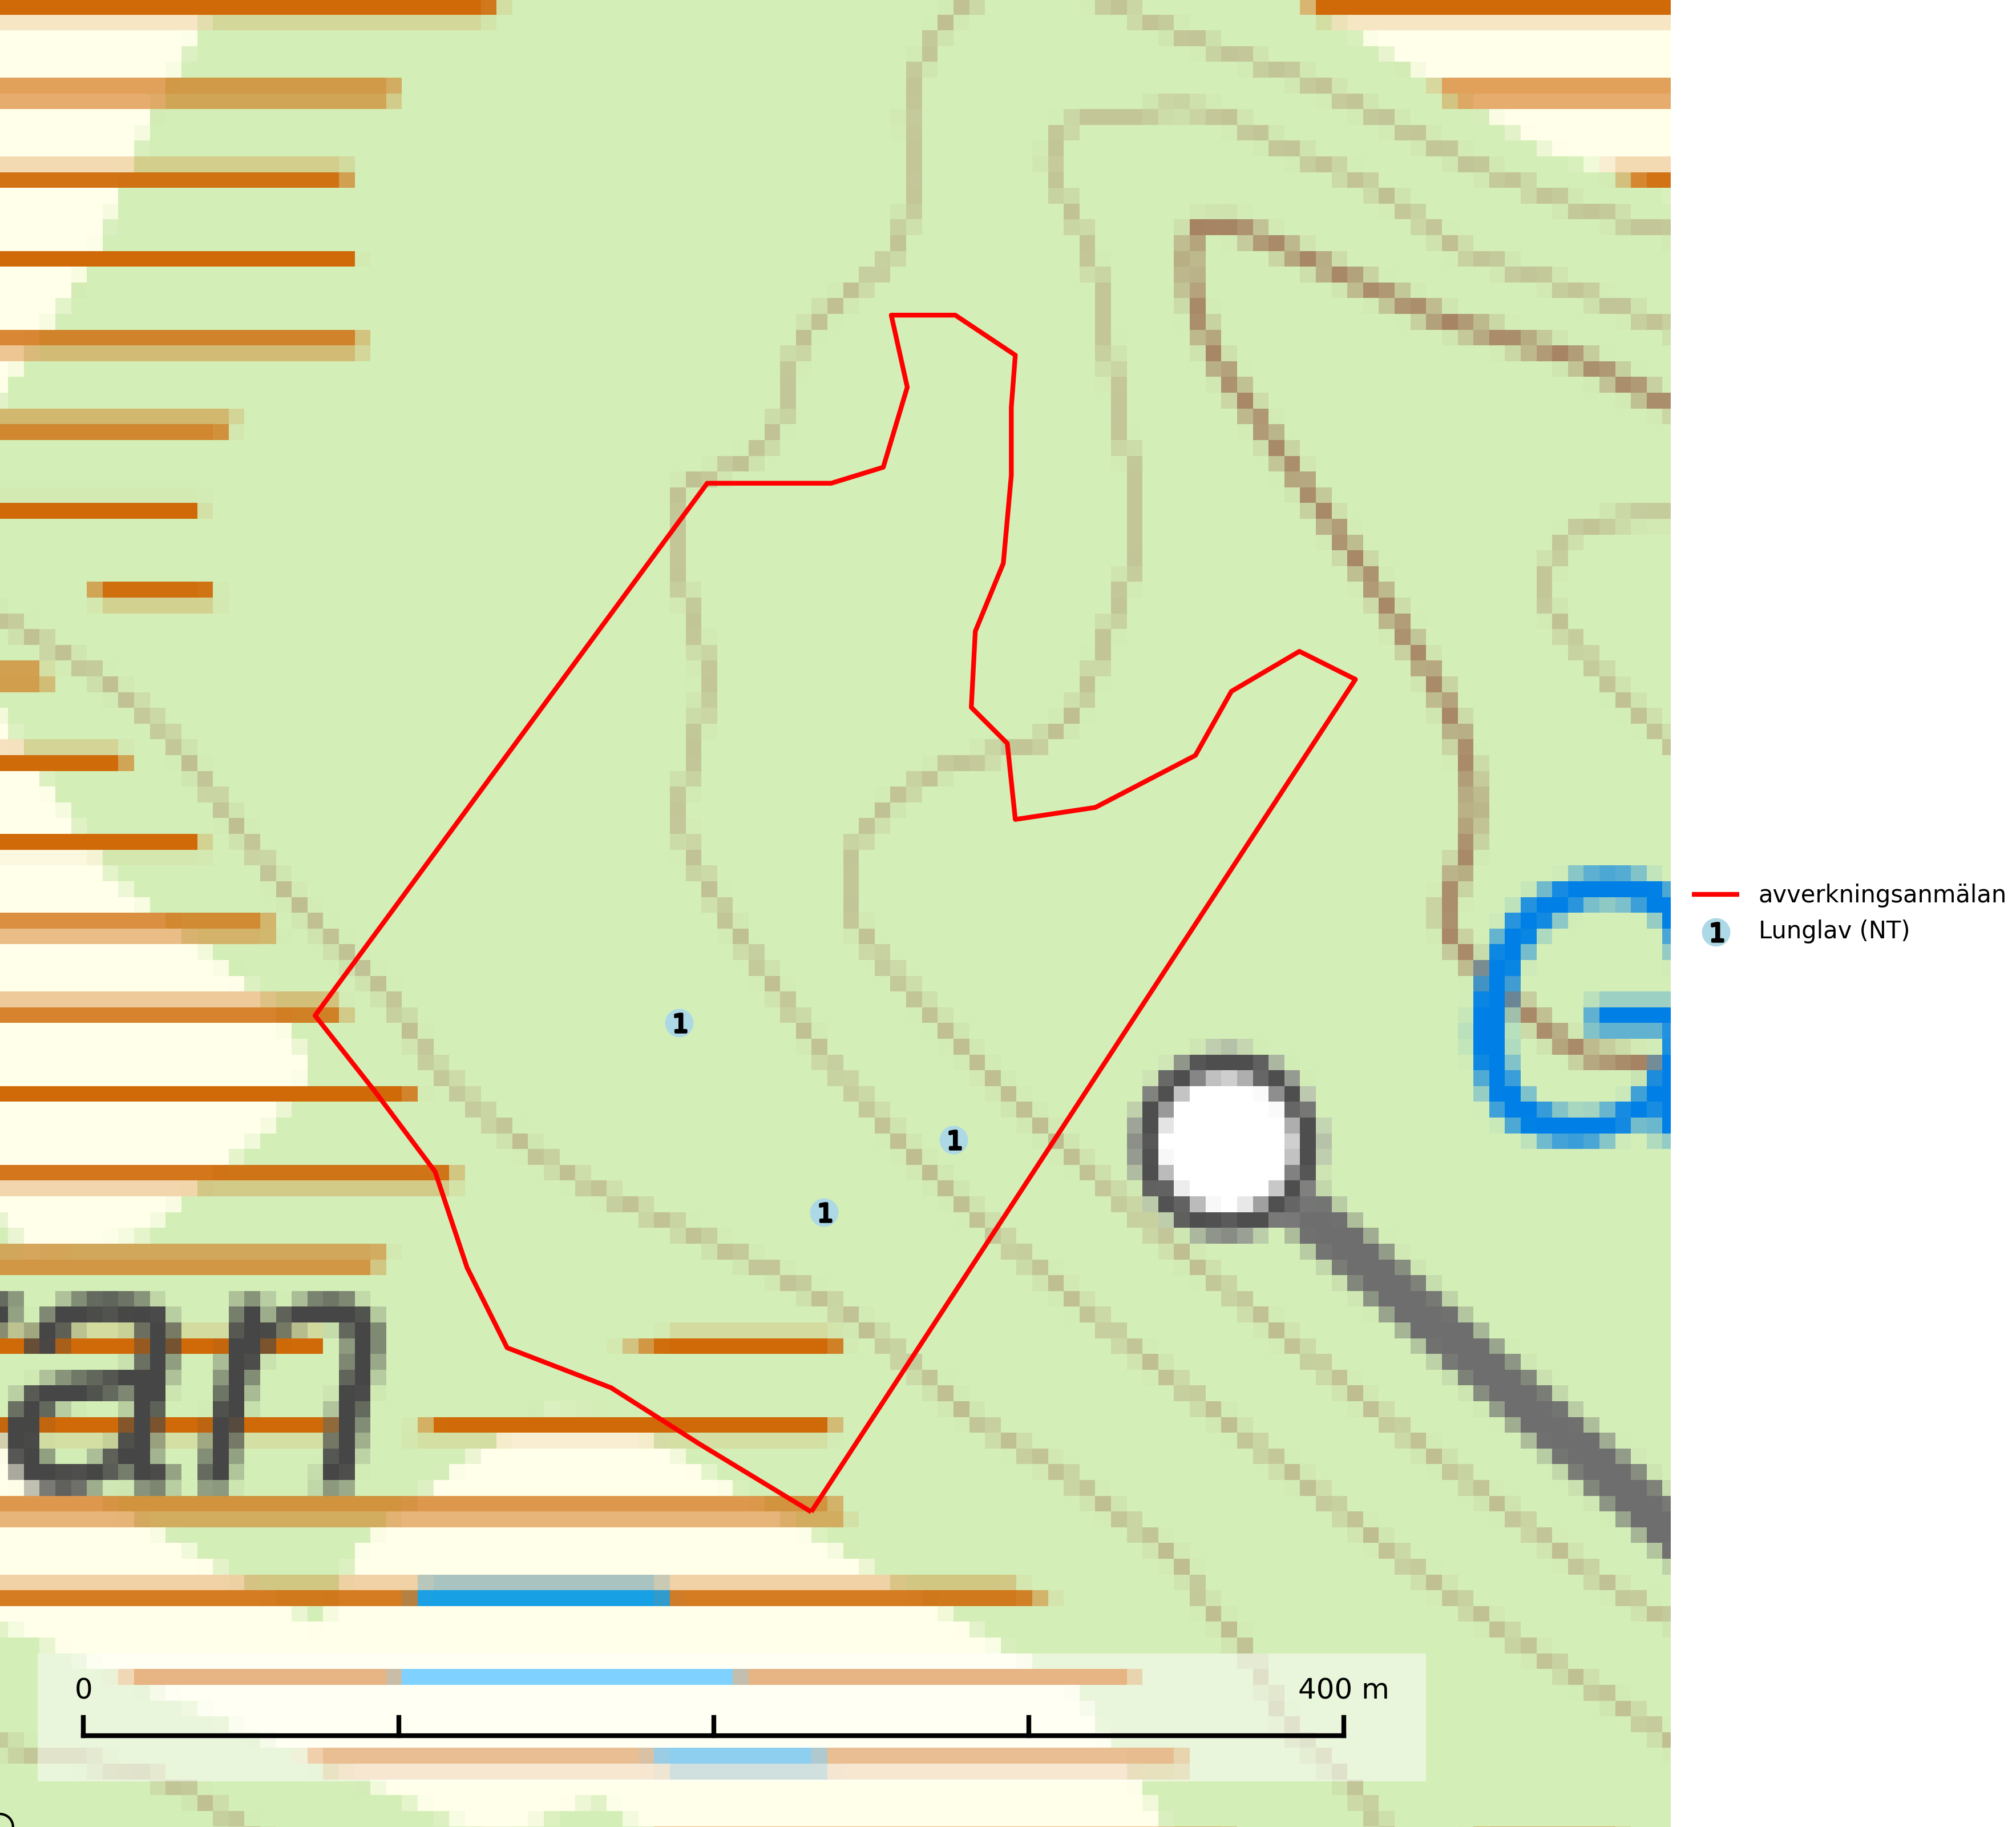 G
avverkningsanmälan
1 Lunglav (NT)
1
1
1
an
0 400 m